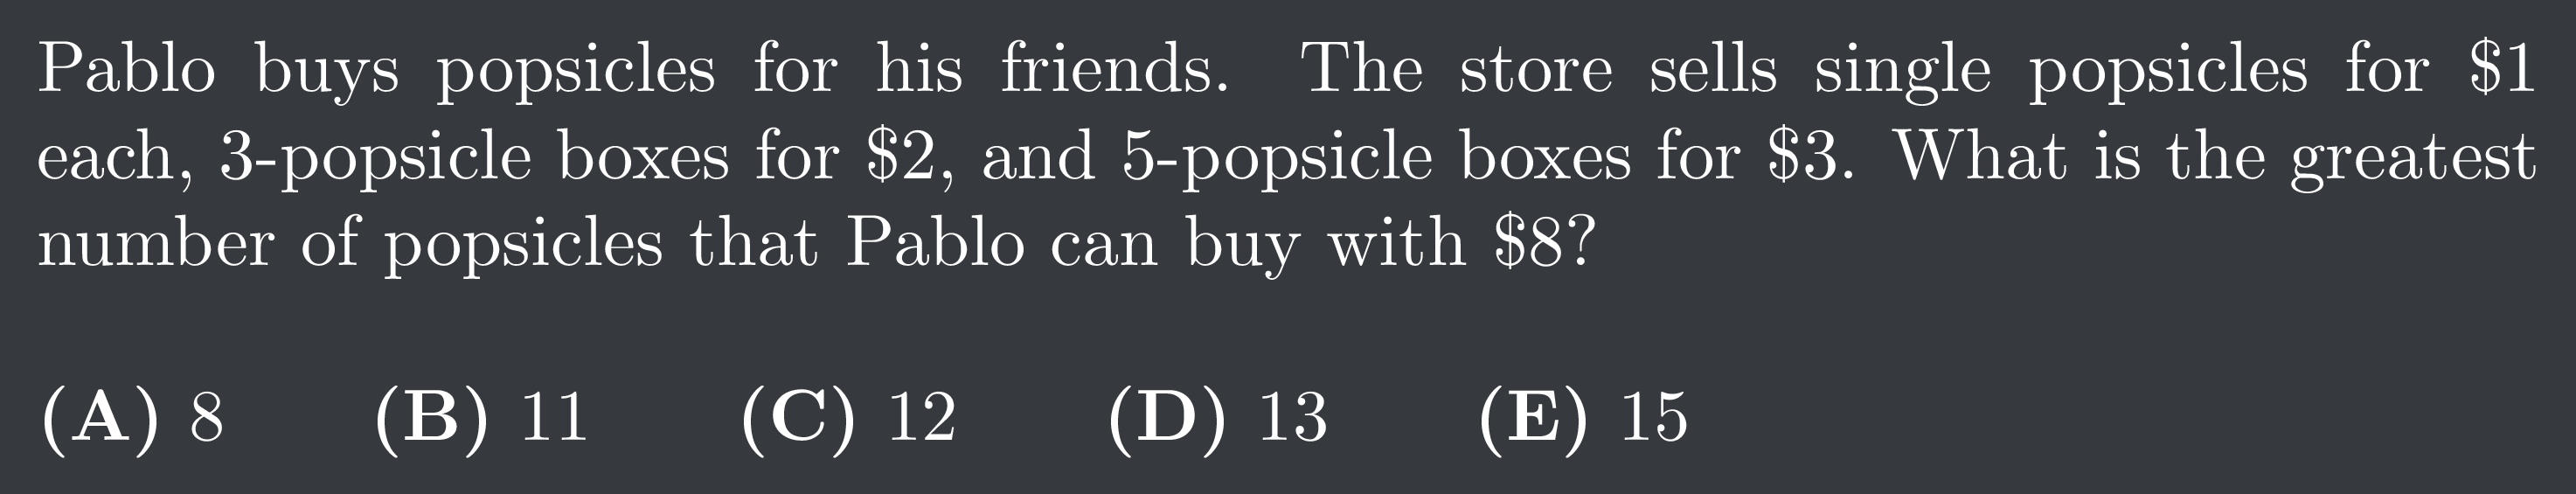 Pablo buys popsicles for his friends. The store sells single popsicles for $1
each, 3-popsicle boxes for $2, and 5-popsicle boxes for $3. What is the greatest
number of popsicles that Pablo can buy with $8?
(A) 8 (B) 11 (C) 12 (D) 13 (E) 15